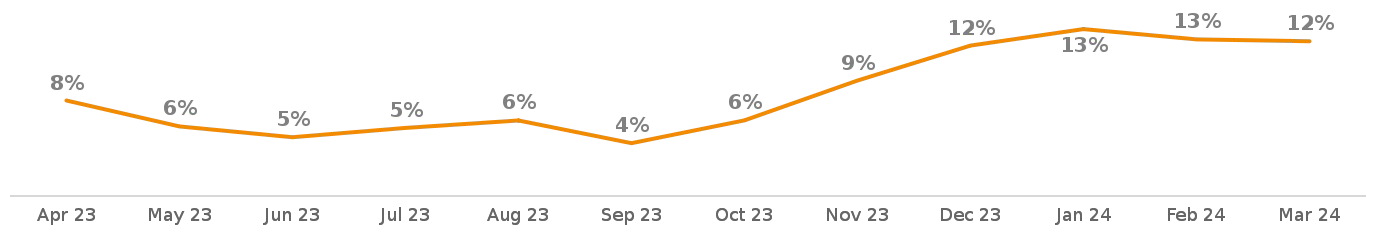 8% 6% 5% 5% 6% 4% 6% 9% 12% 13% 13% 12%
Apr 23 May 23 Jun 23 Jul 23 Aug 23 Sep 23 Oct 23 Nov 23 Dec 23 Jan 24 Feb 24 Mar 24